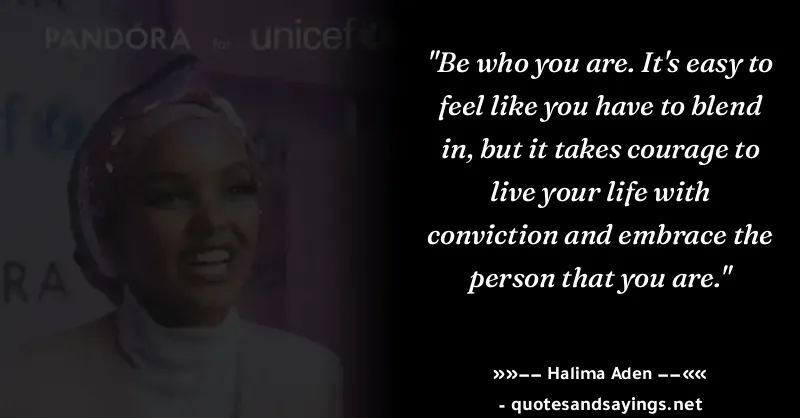 PANDÓRA for unicef
RA
"Be who you are. It's easy to
feel like you have to blend
in, but it takes courage to
live your life with
conviction and embrace the
person that you are."
»»−− Halima Aden −−««
- quotesandsayings.net